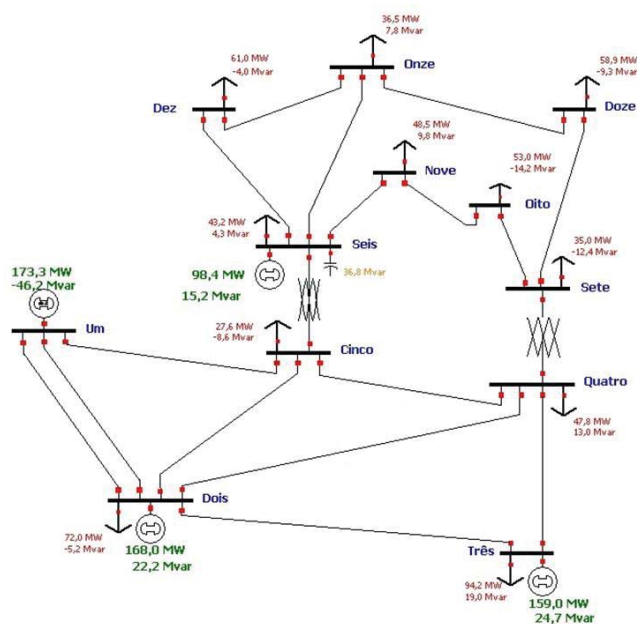 36,5 MW
7,8 Mvar
Onze
61,0 MW
-4,0 Mvar
Dez
58,9 MW
-9,3 Mvar
Doze
48,5 MW
9,8 Mvar
Nove
53,0 MW
-14,2 Mvar
Oito
43,2 MW
4,3 Mvar
Seis
98,4 MW
15,2 Mvar
36,8 Mvar
35,0 MW
-12,4 Mvar
Sete
173,3 MW
-46,2 Mvar
Um
27,6 MW
-8,6 Mvar
Cinco
Quatro
47,8 MW
13,0 Mvar
Dois
72,0 MW
-5,2 Mvar
168,0 MW
22,2 Mvar
Três
94,2 MW
19,0 Mvar
159,0 MW
24,7 Mvar